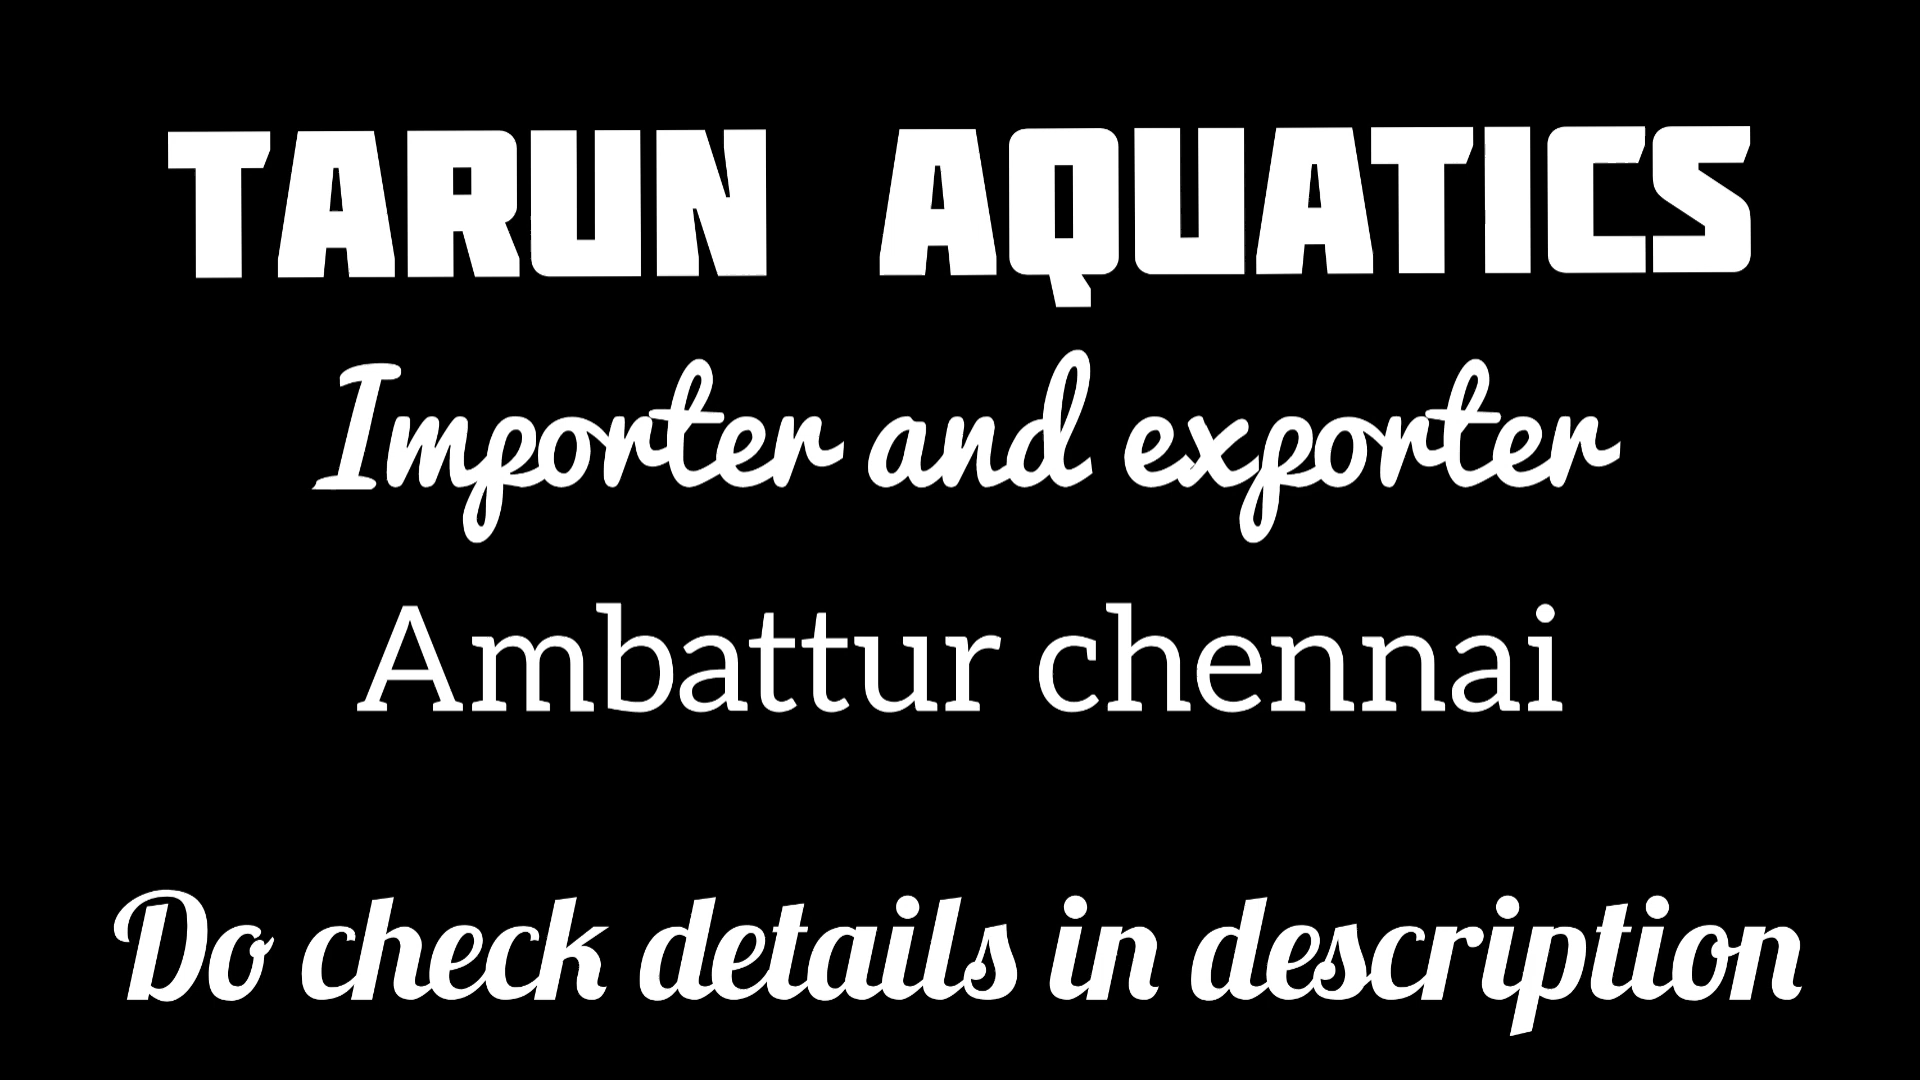 TARUN AQUATICS
Importer and exporter
Ambattur chennai
Do check details in description